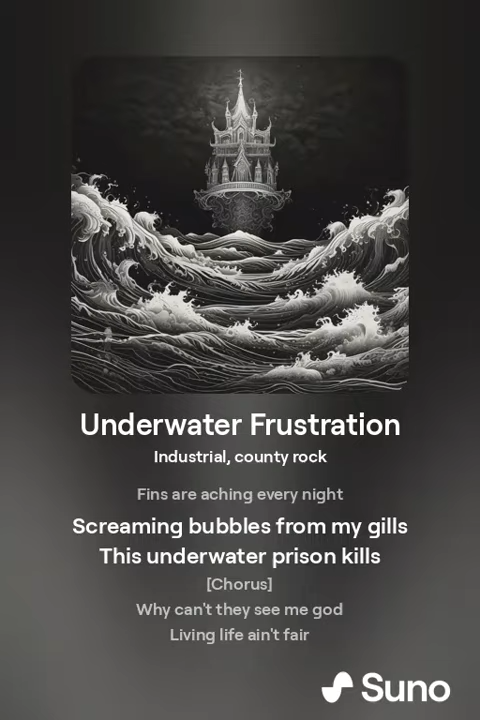 Underwater Frustration
Industrial, county rock
Fins are aching every night
Screaming bubbles from my gills
This underwater prison kills
[Chorus]
Why can't they see me god
Living life ain't fair
Suno